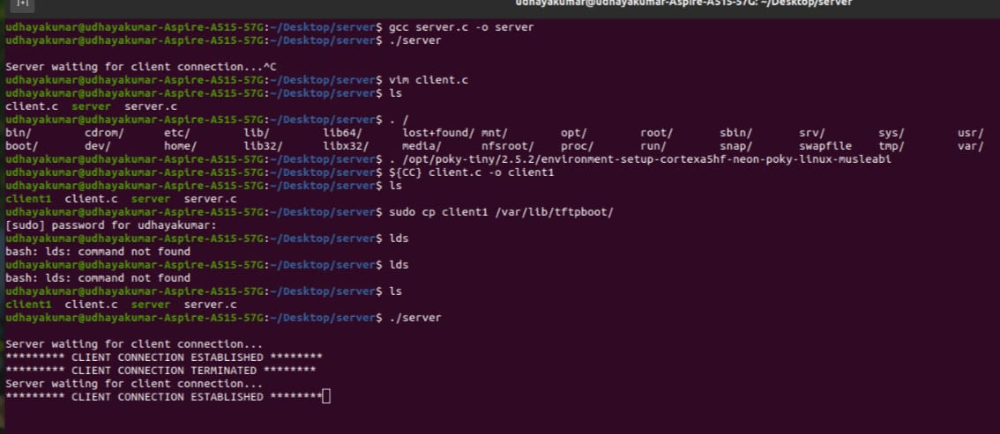 udhayakumar@udhayakumar-Aspire-A515-57G: ~/Desktop/server
udhayakumar@udhayakumar-Aspire-A515-57G:~/Desktop/server$ gcc server.c -o server
udhayakumar@udhayakumar-Aspire-A515-57G:~/Desktop/server$ ./server
Server waiting for client connection...^C
udhayakumar@udhayakumar-Aspire-A515-57G:~/Desktop/server$ vim client.c
udhayakumar@udhayakumar-Aspire-A515-57G:~/Desktop/server$ ls
client.c server server.c
udhayakumar@udhayakumar-Aspire-A515-57G:~/Desktop/server$ . /
bin/ cdrom/ etc/ lib/ lib64/ lost+found/ mnt/ opt/ root/ sbin/ srv/ sys/ usr/
boot/ dev/ home/ lib32/ libx32/ media/ nfsroot/ proc/ run/ snap/ swapfile tmp/ var/
udhayakumar@udhayakumar-Aspire-A515-57G:~/Desktop/server$ . /opt/poky-tiny/2.5.2/environment-setup-cortexa5hf-neon-poky-linux-musleabi
udhayakumar@udhayakumar-Aspire-A515-57G:~/Desktop/server$ ${CC} client.c -o client1
udhayakumar@udhayakumar-Aspire-A515-57G:~/Desktop/server$ ls
client1 client.c server server.c
udhayakumar@udhayakumar-Aspire-A515-57G:~/Desktop/server$ sudo cp client1 /var/lib/tftpboot/
[sudo] password for udhayakumar:
udhayakumar@udhayakumar-Aspire-A515-57G:~/Desktop/server$ lds
bash: lds: command not found
udhayakumar@udhayakumar-Aspire-A515-57G:~/Desktop/server$ lds
bash: lds: command not found
udhayakumar@udhayakumar-Aspire-A515-57G:~/Desktop/server$ ls
client1 client.c server server.c
udhayakumar@udhayakumar-Aspire-A515-57G:~/Desktop/server$ ./server
Server waiting for client connection...
********* CLIENT CONNECTION ESTABLISHED ********
********* CLIENT CONNECTION TERMINATED ********
Server waiting for client connection...
********* CLIENT CONNECTION ESTABLISHED ********